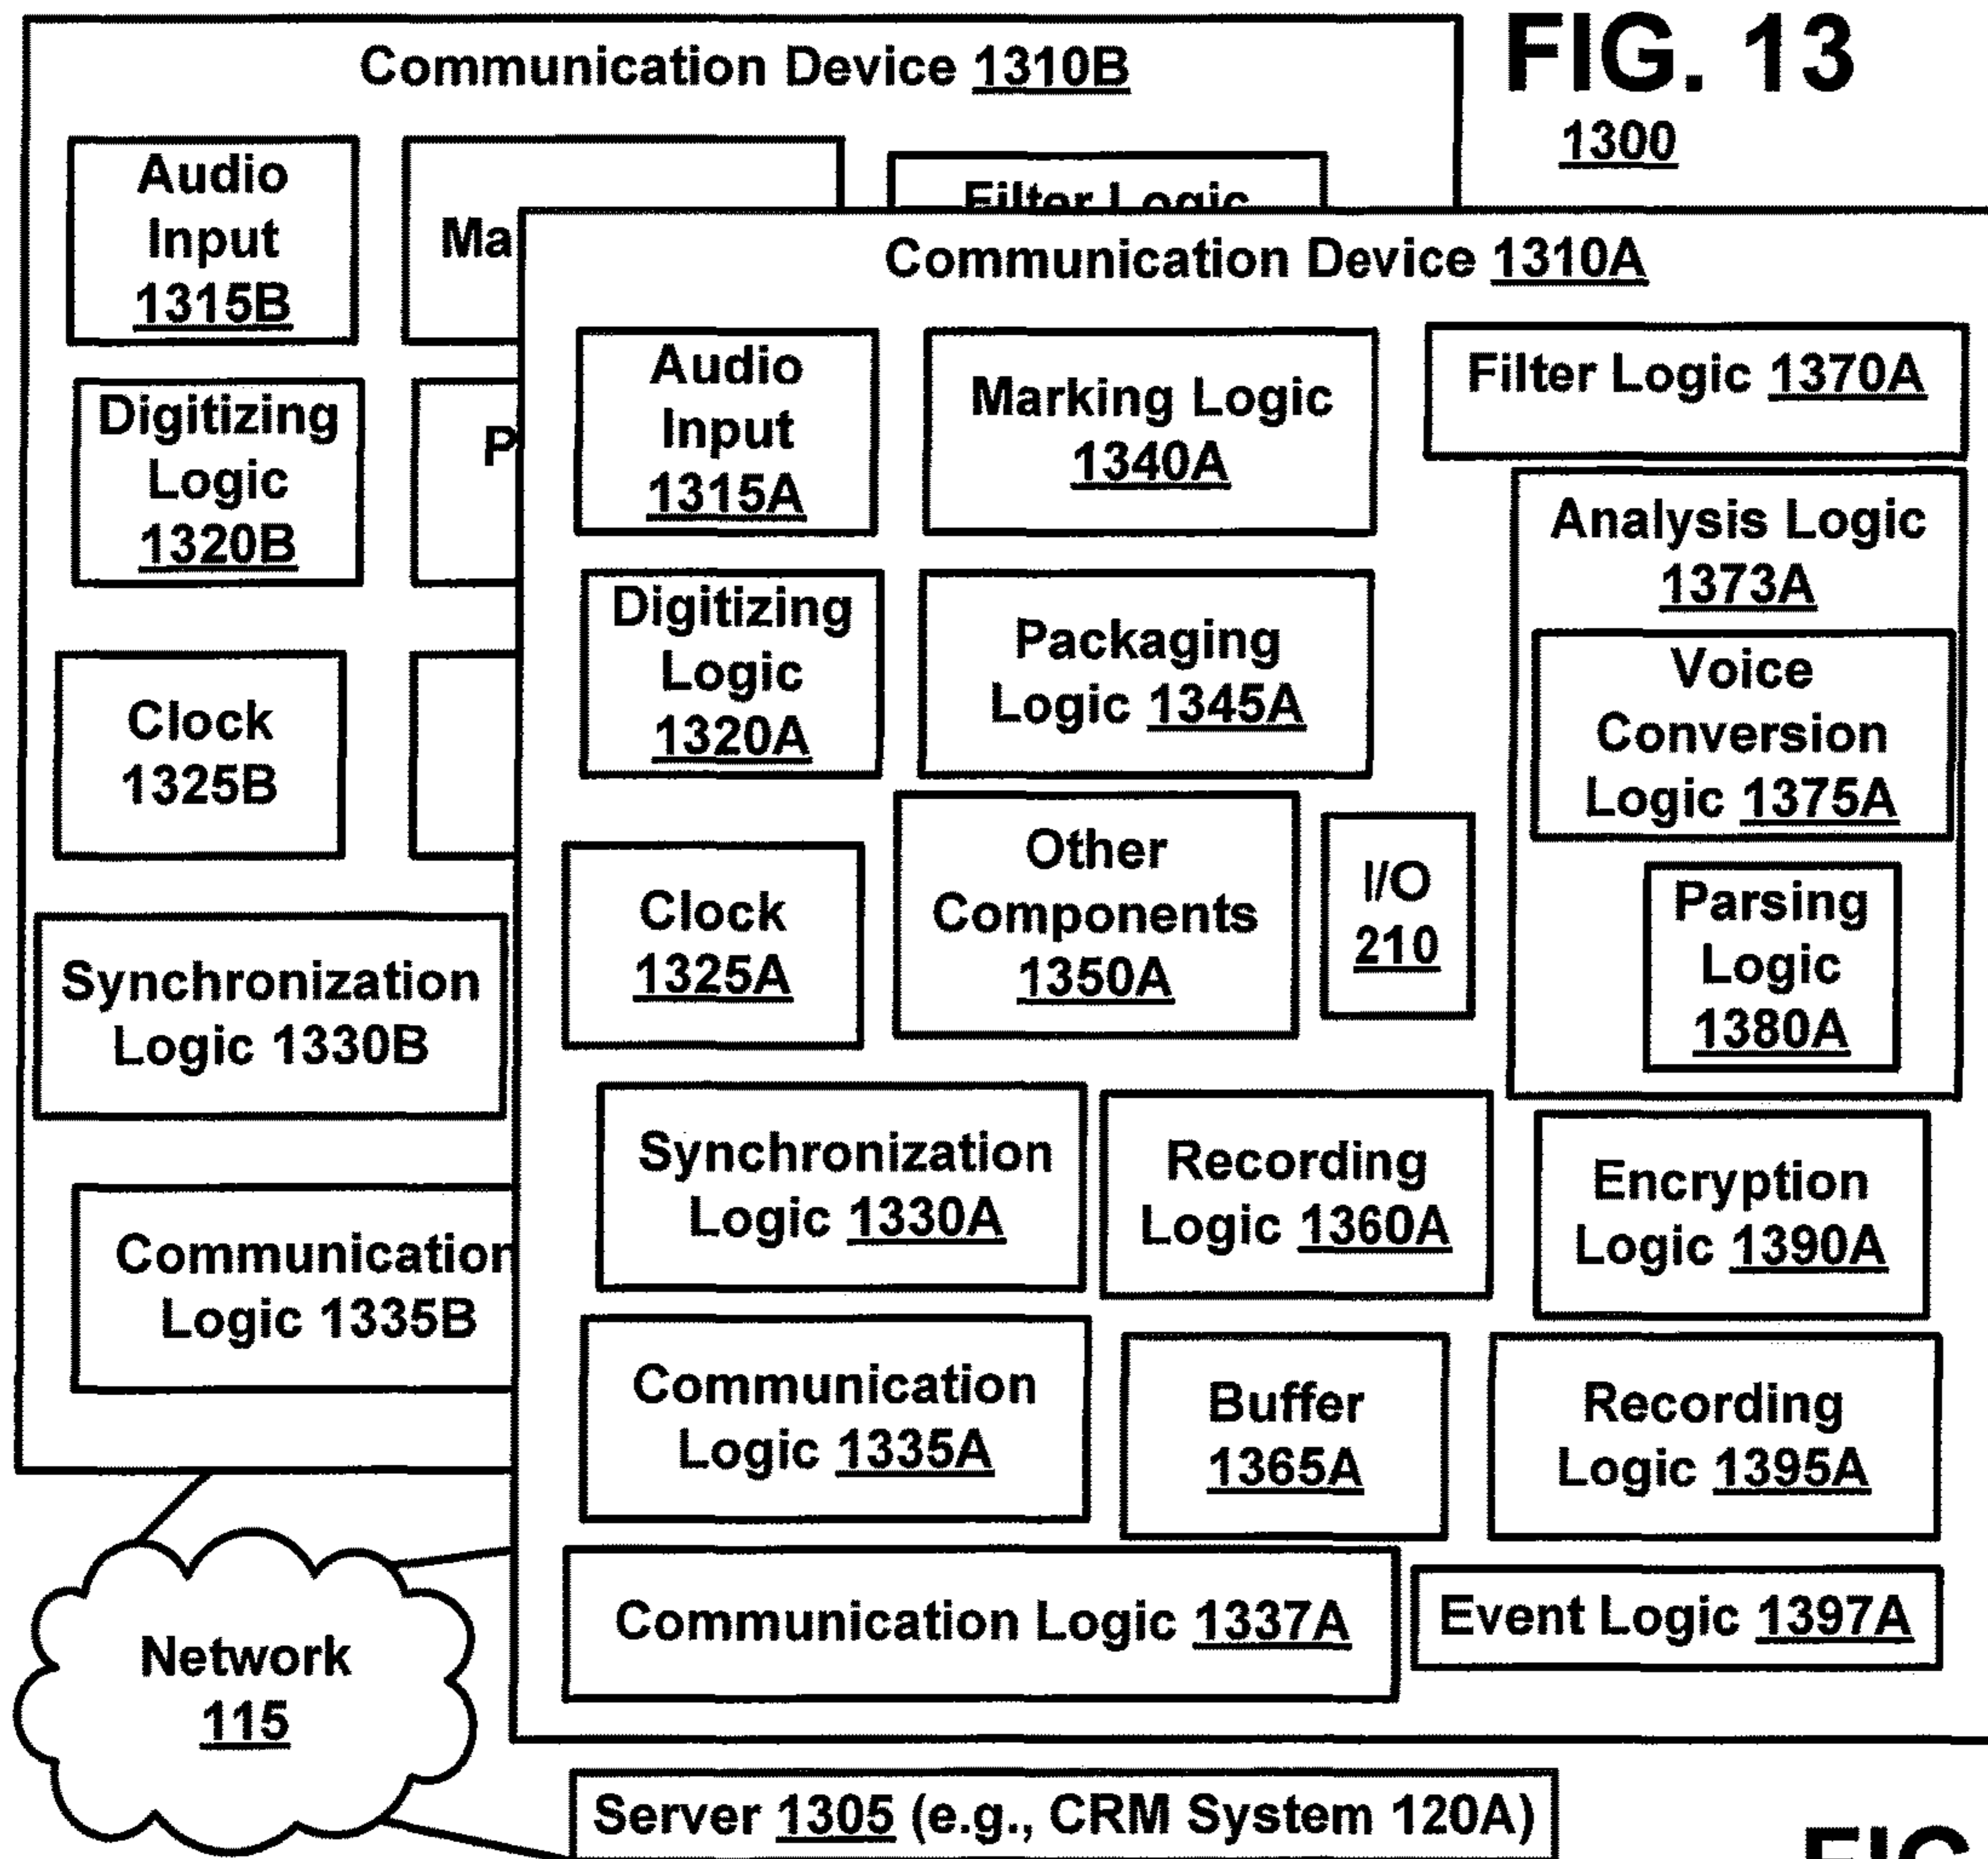 FIG. 13
1300
Communication Device 1310B
Audio
Input
1315B
Ma
Filter Logic
Digitizing
Logic
1320B
P
Clock
1325B
Synchronization
Logic 1330B
Communication
Logic 1335B
Communication Device 1310A
Audio
Input
1315A
Marking Logic
1340A
Filter Logic 1370A
Digitizing
Logic
1320A
Packaging
Logic 1345A
Analysis Logic
1373A
Voice
Conversion
Logic 1375A
Parsing
Logic
1380A
Clock
1325A
Other
Components
1350A
I/O
210
Synchronization
Logic 1330A
Recording
Logic 1360A
Encryption
Logic 1390A
Communication
Logic 1335A
Buffer
1365A
Recording
Logic 1395A
Communication Logic 1337A
Event Logic 1397A
Network
115
Server 1305 (e.g., CRM System 120A)
FIG